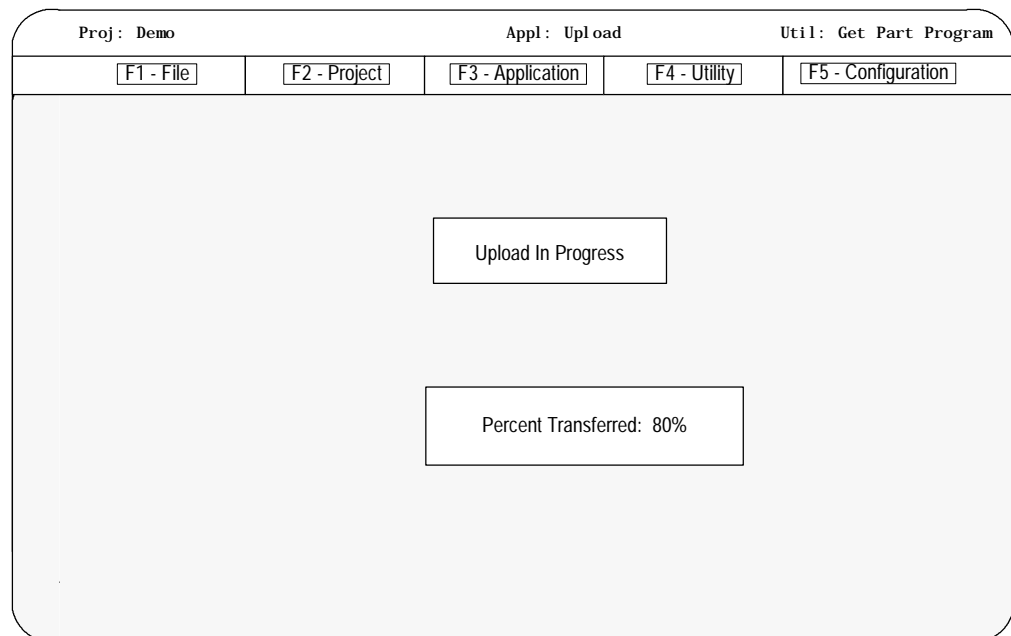 Proj: Demo Appl: Upload Util: Get Part Program
F1 - File F2 - Project F3 - Application F4 - Utility F5 - Configuration
Upload In Progress
Percent Transferred: 80%